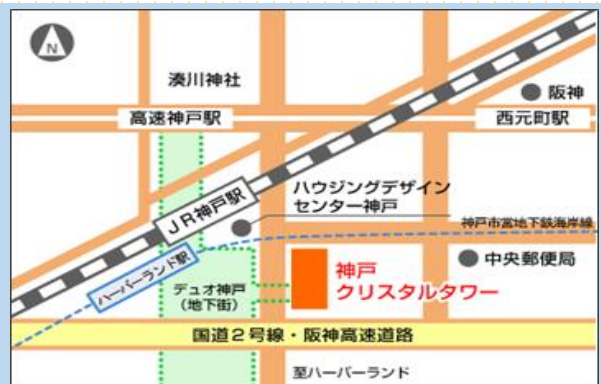 N
湊川神社
阪神
高速神戸駅
西元町駅
JR神戸駅
ハウジングデザイン
センター神戸
神戸市営地下鉄海岸線
ハーバーランド駅
デュオ神戸
(地下街)
神戸
クリスタルタワー
中央郵便局
国道2号線・阪神高速道路
至ハーバーランド